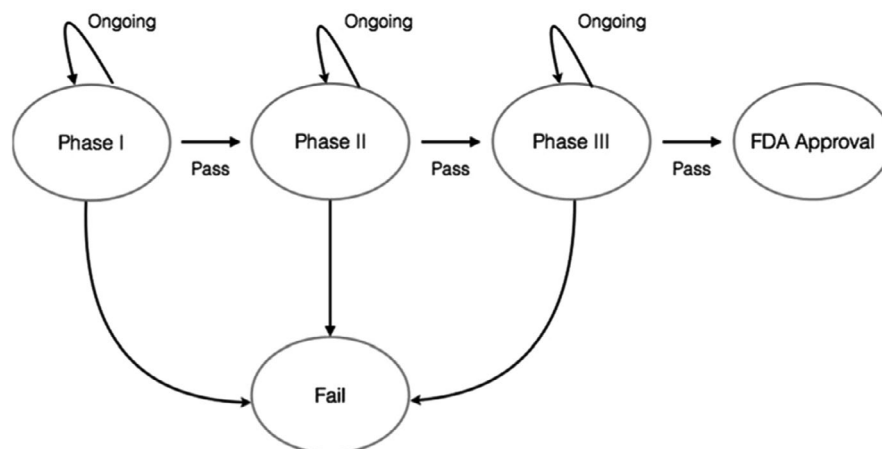 Ongoing
Ongoing
Ongoing
Phase I
Phase II
Phase III
FDA Approval
Pass
Pass
Pass
Fail